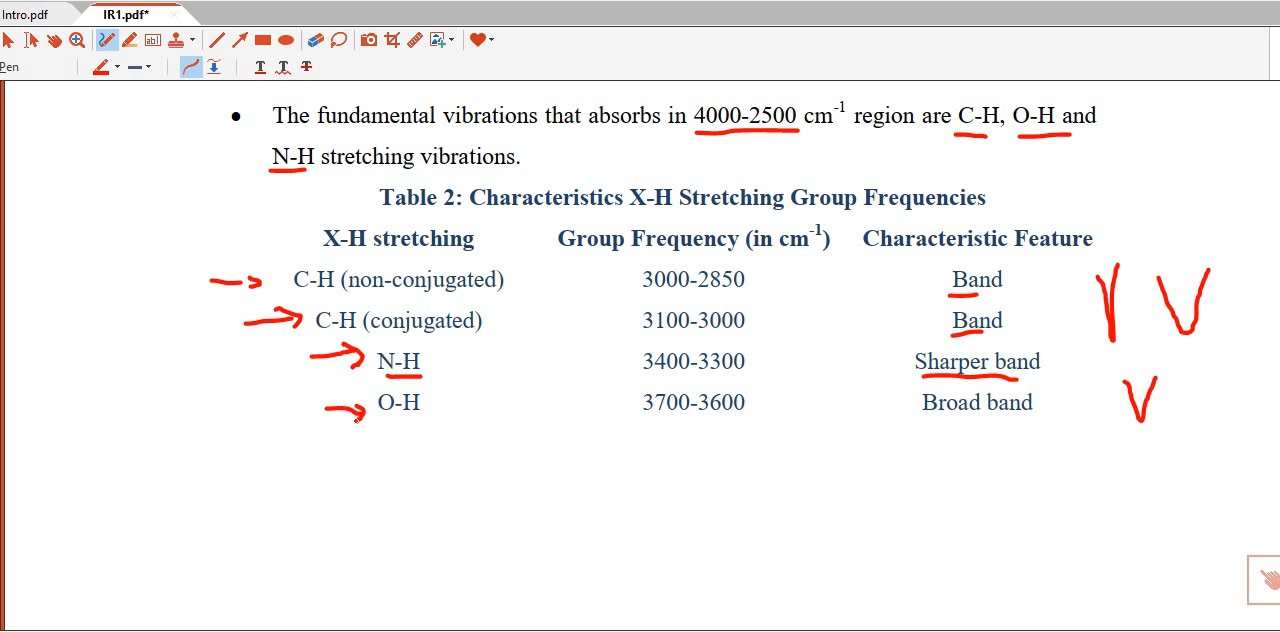 Intro.pdf
IR1.pdf*
Pen
• The fundamental vibrations that absorbs in 4000-2500 cm-1 region are C-H, O-H and
N-H stretching vibrations.
Table 2: Characteristics X-H Stretching Group Frequencies
X-H stretching Group Frequency (in cm-1) Characteristic Feature
C-H (non-conjugated) 3000-2850 Band
C-H (conjugated) 3100-3000 Band
N-H 3400-3300 Sharper band
O-H 3700-3600 Broad band